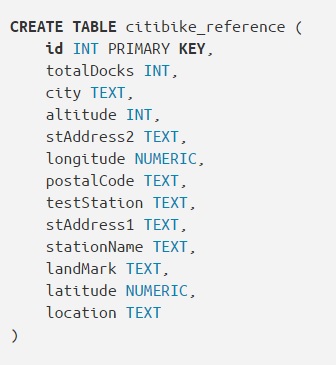 CREATE TABLE citibike_reference (
    id INT PRIMARY KEY,
    totalDocks INT,
    city TEXT,
    altitude INT,
    stAddress2 TEXT,
    longitude NUMERIC,
    postalCode TEXT,
    testStation TEXT,
    stAddress1 TEXT,
    stationName TEXT,
    landMark TEXT,
    latitude NUMERIC,
    location TEXT
)